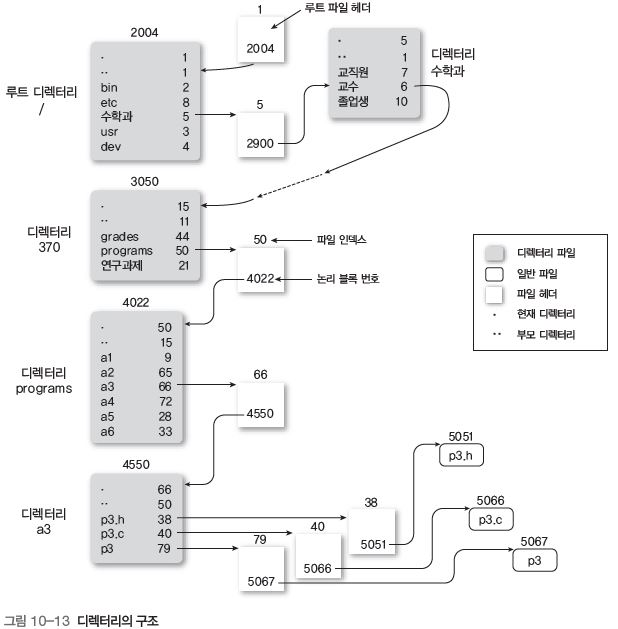 1
루트 파일 헤더
2004
2004
루트 디렉터리
/
. 1
.. 1
bin 2
etc 8
수학과 5
usr 3
dev 4
5
2900
. 5
.. 1
교직원 7
교수 6
졸업생 10
디렉터리
수학과
3050
디렉터리
370
. 15
.. 11
grades 44
programs 50
연구과제 21
50
파일 인덱스
4022
논리 블록 번호
디렉터리 파일
일반 파일
파일 헤더
. 현재 디렉터리
.. 부모 디렉터리
4022
디렉터리
programs
. 50
.. 15
a1 9
a2 65
a3 66
a4 72
a5 28
a6 33
66
4550
4550
디렉터리
a3
. 66
.. 50
p3.h 38
p3.c 40
p3 79
79
5067
40
5066
38
5051
5051
p3.h
5066
p3.c
5067
p3
그림 10-13 디렉터리의 구조